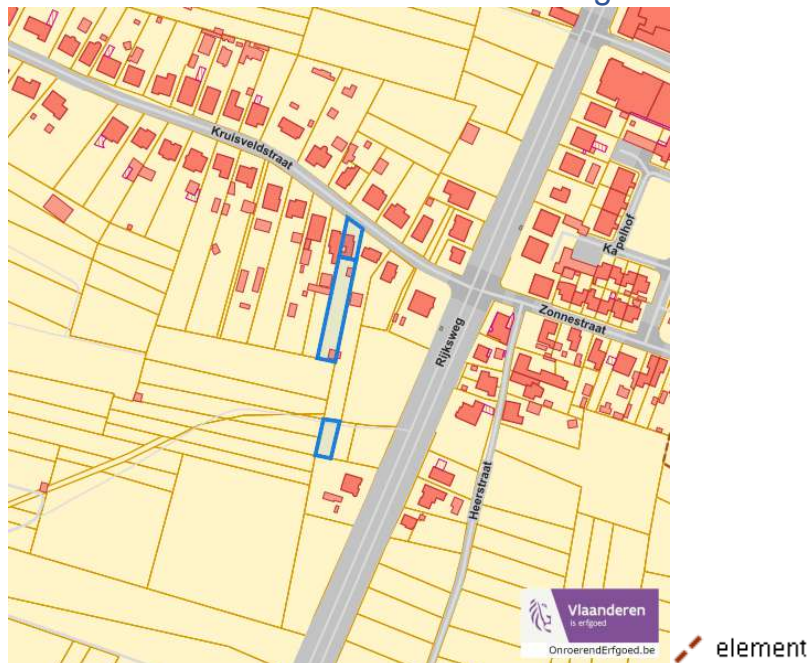 Kruisveldstraat
Kapelhof
Zonnestraat
Rijksweg
Heerstraat
Vlaanderen
is erfgoed
OnroerendErfgoed.be
element